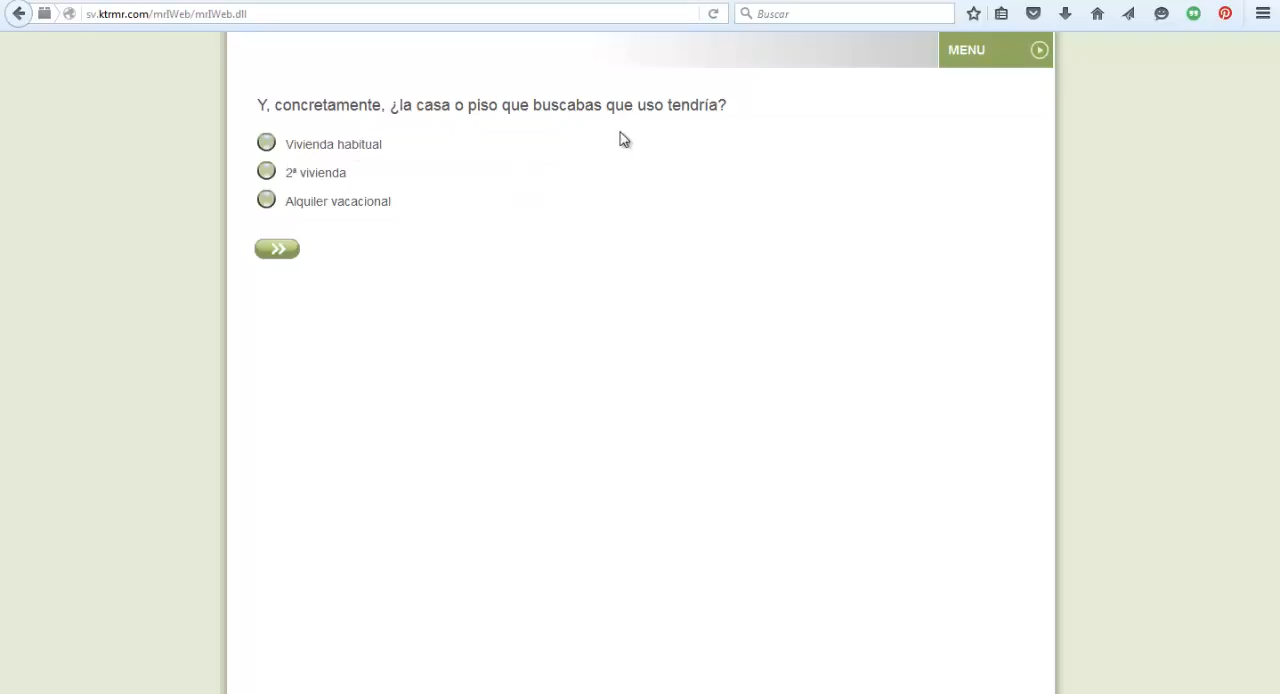 sv.ktrmr.com/mrIWeb/mrIWeb.dll
Buscar
MENU
Y, concretamente, ¿la casa o piso que buscabas que uso tendría?
Vivienda habitual
2ª vivienda
Alquiler vacacional